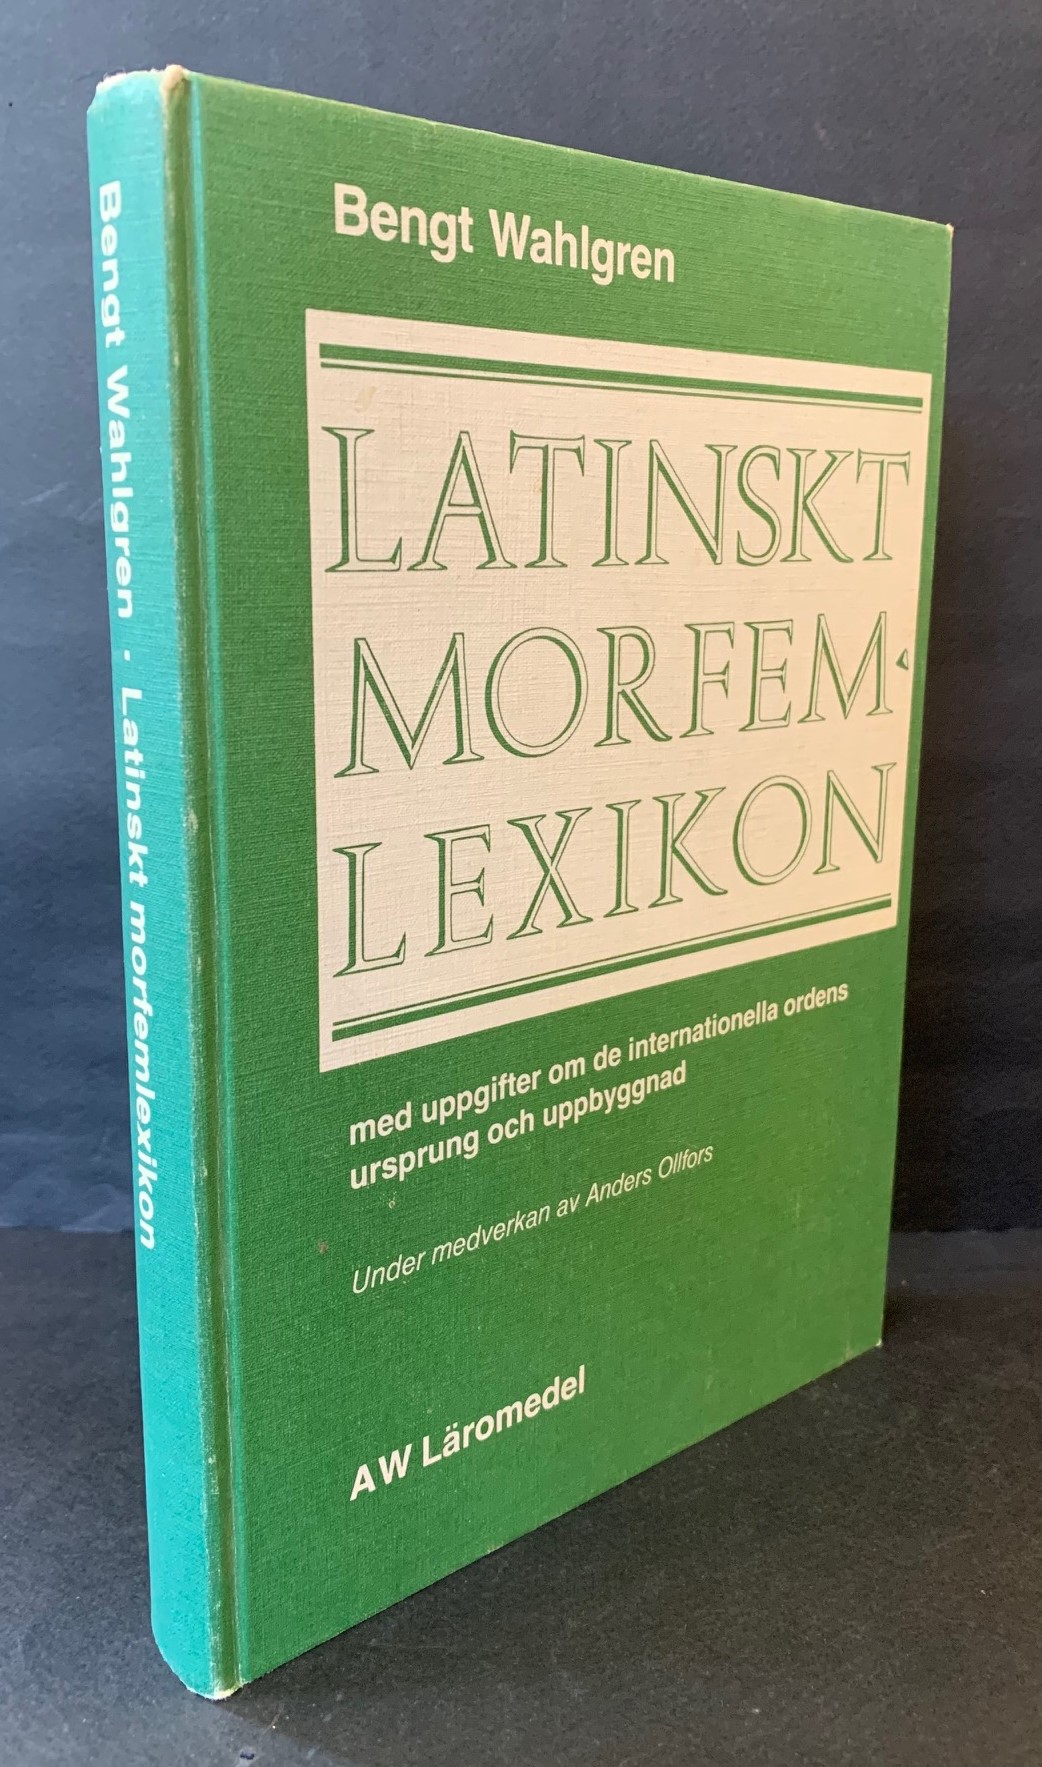 Bengt Wahlgren · Latinskt morfemlexikon
Bengt Wahlgren
LATINSKT
MORFEM-
LEXIKON
med uppgifter om de internationella ordens
ursprung och uppbyggnad
Under medverkan av Anders Ollfors
AW Läromedel